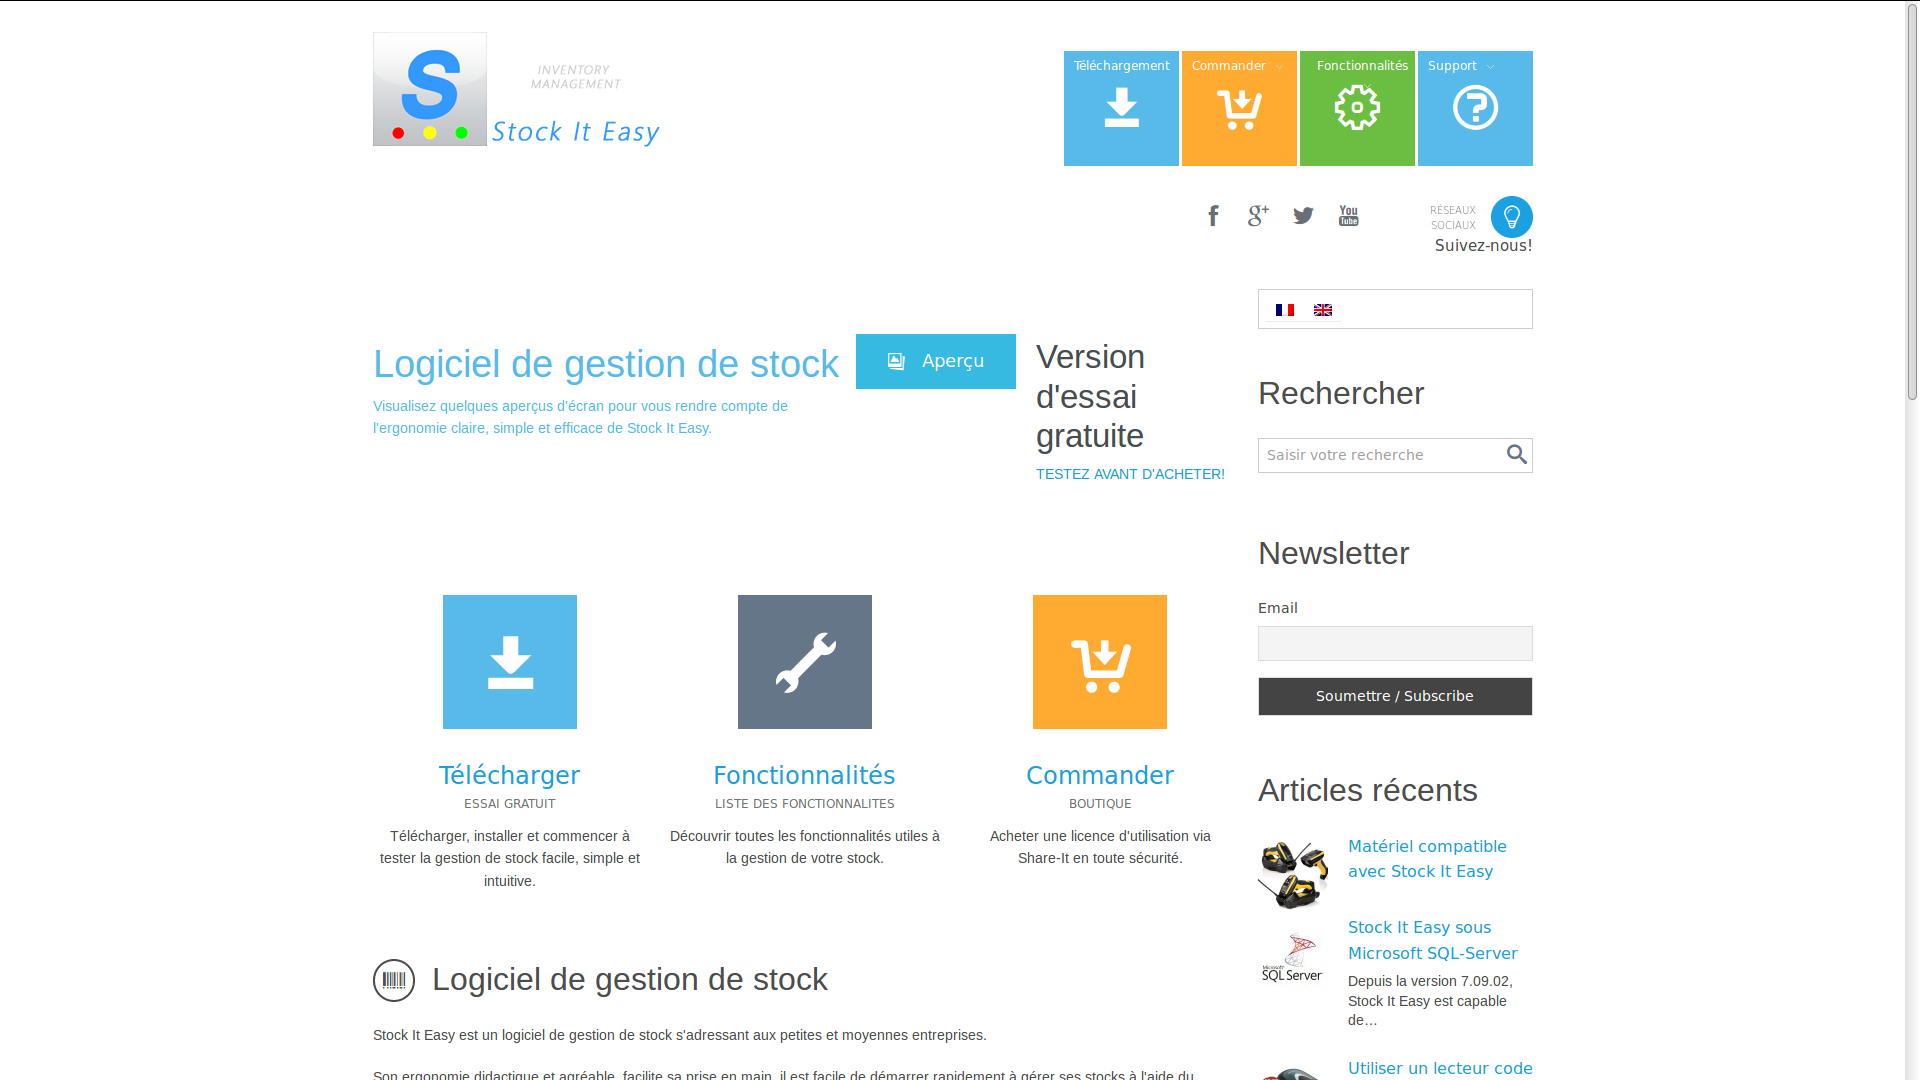 S
INVENTORY
MANAGEMENT
Stock It Easy
Téléchargement
Commander
Fonctionnalités
Support
You
Tube
RÉSEAUX
SOCIAUX
Suivez-nous!
Logiciel de gestion de stock
Visualisez quelques aperçus d'écran pour vous rendre compte de
l'ergonomie claire, simple et efficace de Stock It Easy.
Aperçu
Version
d'essai
gratuite
TESTEZ AVANT D'ACHETER!
Rechercher
Saisir votre recherche
Newsletter
Email
Soumettre / Subscribe
Télécharger
ESSAI GRATUIT
Télécharger, installer et commencer à
tester la gestion de stock facile, simple et
intuitive.
Fonctionnalités
LISTE DES FONCTIONNALITES
Découvrir toutes les fonctionnalités utiles à
la gestion de votre stock.
Commander
BOUTIQUE
Acheter une licence d'utilisation via
Share-It en toute sécurité.
Articles récents
Matériel compatible
avec Stock It Easy
Microsoft
SQL Server
Stock It Easy sous
Microsoft SQL-Server
Depuis la version 7.09.02,
Stock It Easy est capable
de…
Utiliser un lecteur code
Logiciel de gestion de stock
Stock It Easy est un logiciel de gestion de stock s'adressant aux petites et moyennes entreprises.
Son ergonomie didactique et agréable, facilite sa prise en main, il est facile de démarrer rapidement à gérer ses stocks à l'aide du